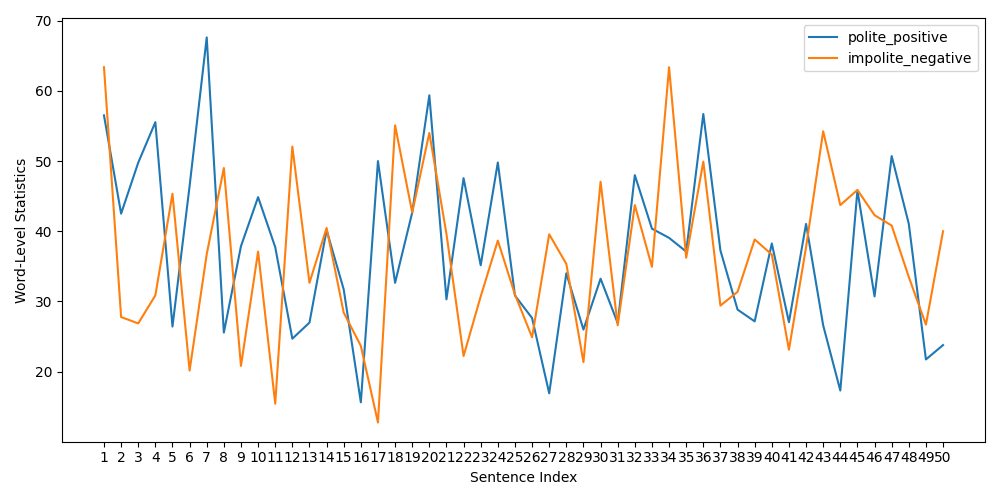 70
60
50
40
30
20
Word-Level Statistics
polite_positive
impolite_negative
1 2 3 4 5 6 7 8 9 10 11 12 13 14 15 16 17 18 19 20 21 22 23 24 25 26 27 28 29 30 31 32 33 34 35 36 37 38 39 40 41 42 43 44 45 46 47 48 49 50
Sentence Index